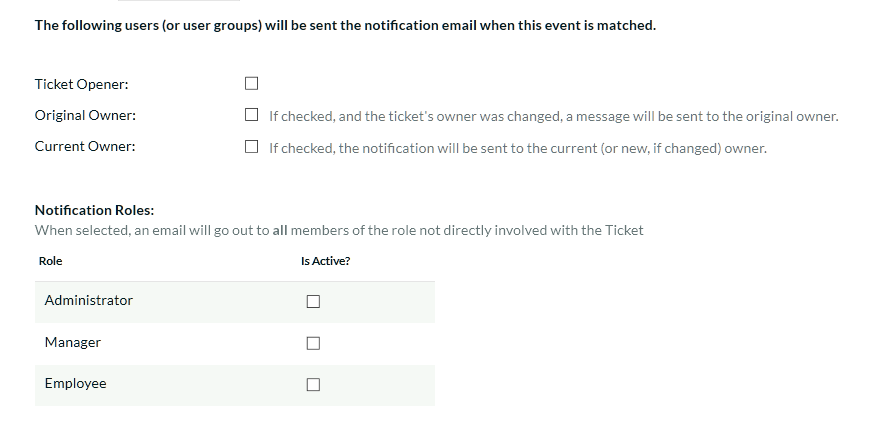 The following users (or user groups) will be sent the notification email when this event is matched.
Ticket Opener:
Original Owner: If checked, and the ticket's owner was changed, a message will be sent to the original owner.
Current Owner: If checked, the notification will be sent to the current (or new, if changed) owner.
Notification Roles:
When selected, an email will go out to all members of the role not directly involved with the Ticket
Role Is Active?
Administrator
Manager
Employee